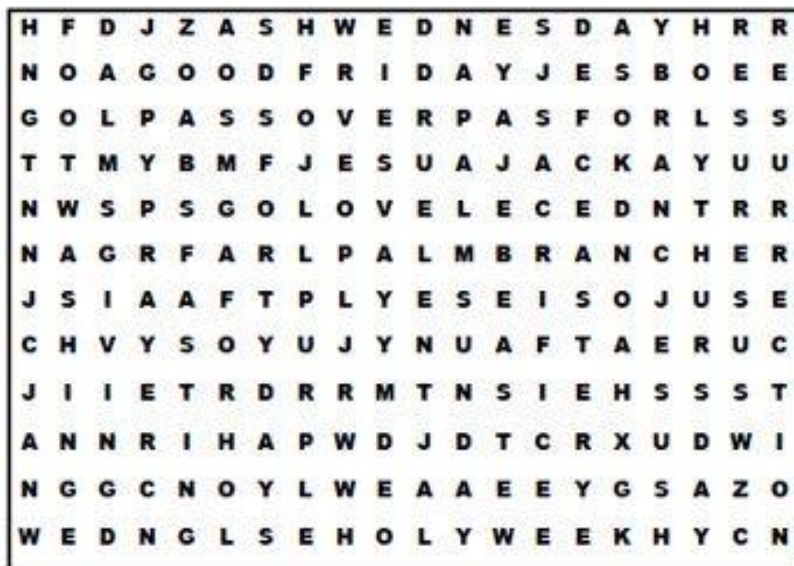 H F D J Z A S H W E D N E S D A Y H R R
N O A G O O D F R I D A Y J E S B O E E
G O L P A S S O V E R P A S F O R L S S
T T M Y B M F J E S U A J A C K A Y U U
N W S P S G O L O V E L E C E D N T R R
N A G R F A R L P A L M B R A N C H E R
J S I A A F T P L Y E S E I S O J U S E
C H V Y S O Y U J Y N U A F T A E R U C
J I I E T R D R R M T N S I E H S S S T
A N N R I H A P W D J D T C R X U D W I
N G G C N O Y L W E A A E E Y G S A Z O
W E D N G L S E H O L Y W E E K H Y C N